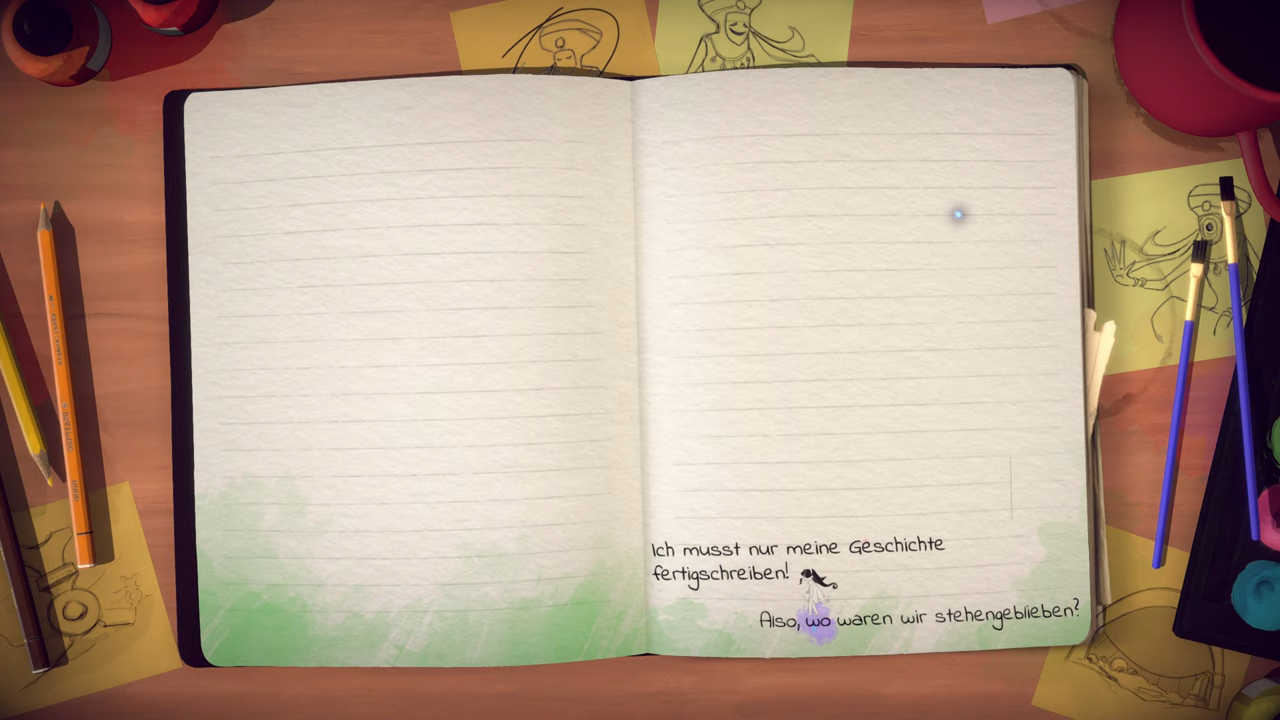 Ich musst nur meine Geschichte
fertigschreiben!
Also, wo waren wir stehengeblieben?